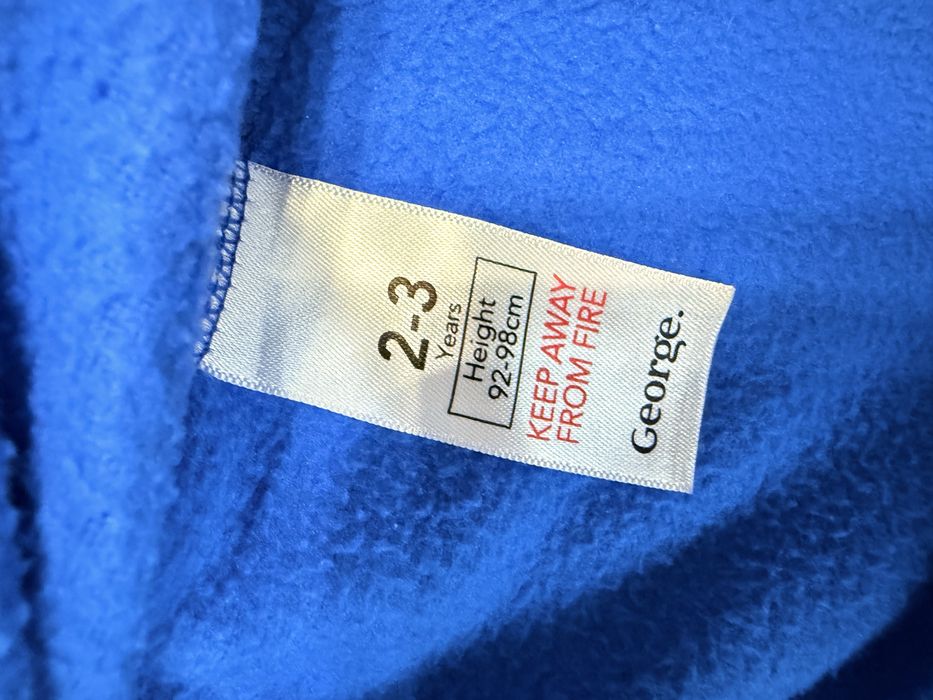 2-3
Years
Height
92-98cm
KEEP AWAY
FROM FIRE
George.